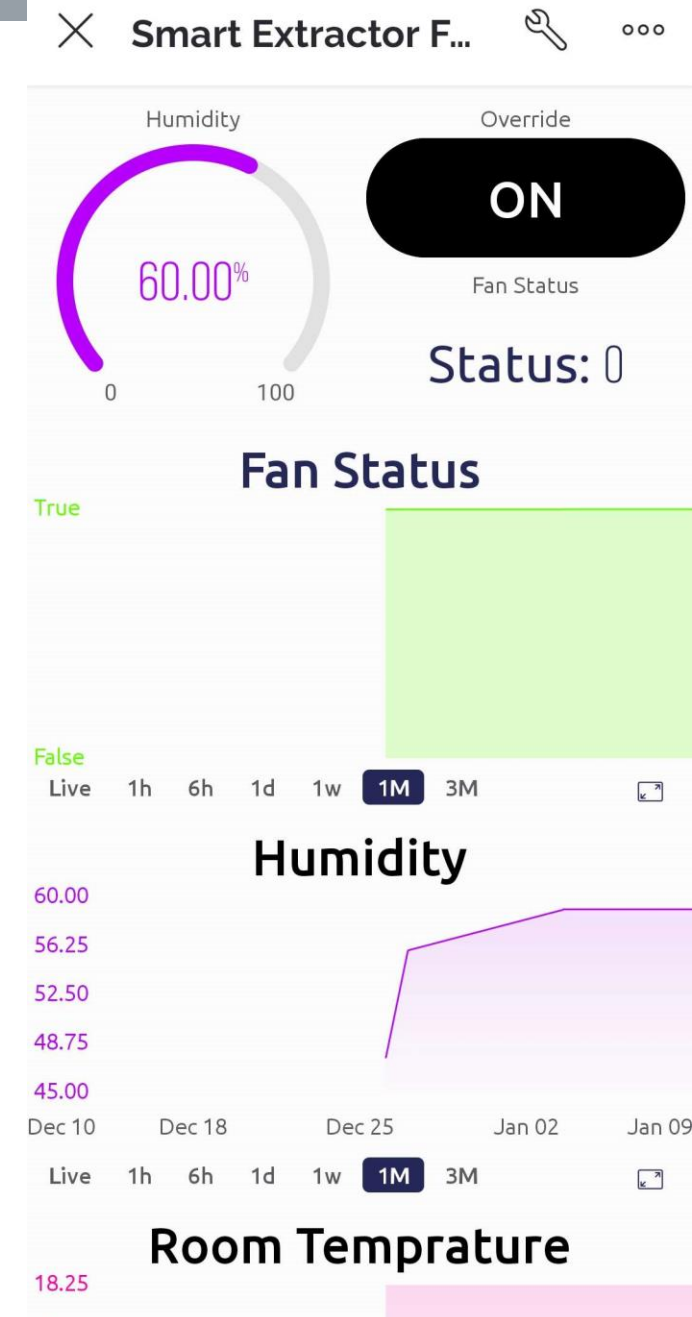 Smart Extractor F...
Humidity
Override
ON
60.00%
Fan Status
Status: 0
0 100
Fan Status
True
False
Live 1h 6h 1d 1w 1M 3M
Humidity
60.00
56.25
52.50
48.75
45.00
Dec 10 Dec 18 Dec 25 Jan 02 Jan 09
Live 1h 6h 1d 1w 1M 3M
Room Temprature
18.25